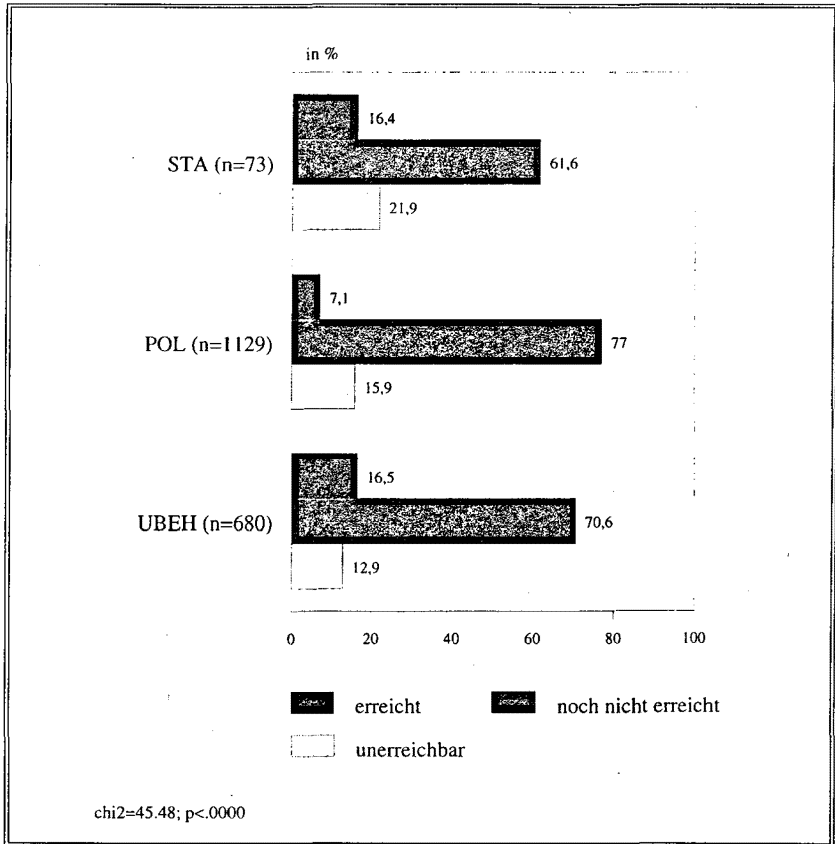 in %
16,4
STA (n=73)
61,6
21,9
7,1
POL (n=1129)
77
15,9
16,5
UBEH (n=680)
70,6
12,9
0 20 40 60 80 100
erreicht noch nicht erreicht
unerreichbar
chi2=45.48; p<.0000